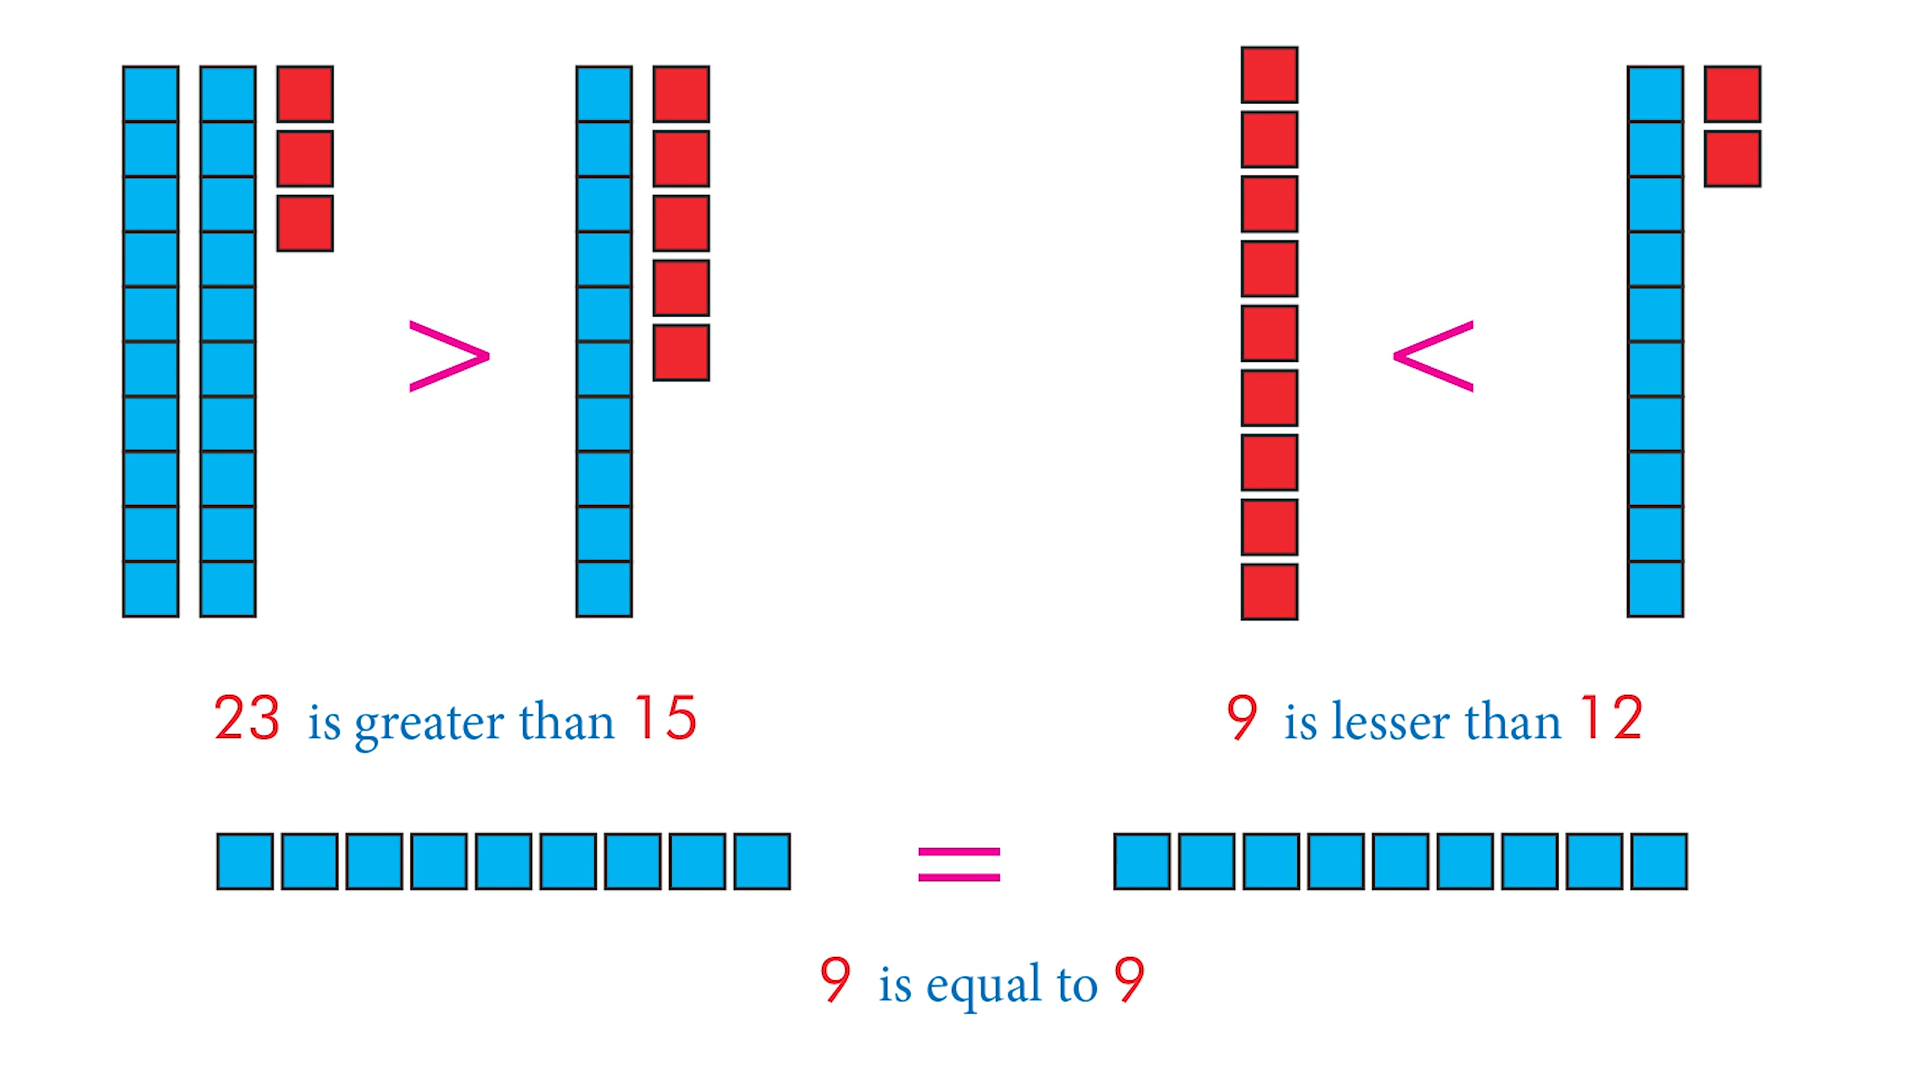 >
<
23 is greater than 15
9 is lesser than 12
=
9 is equal to 9